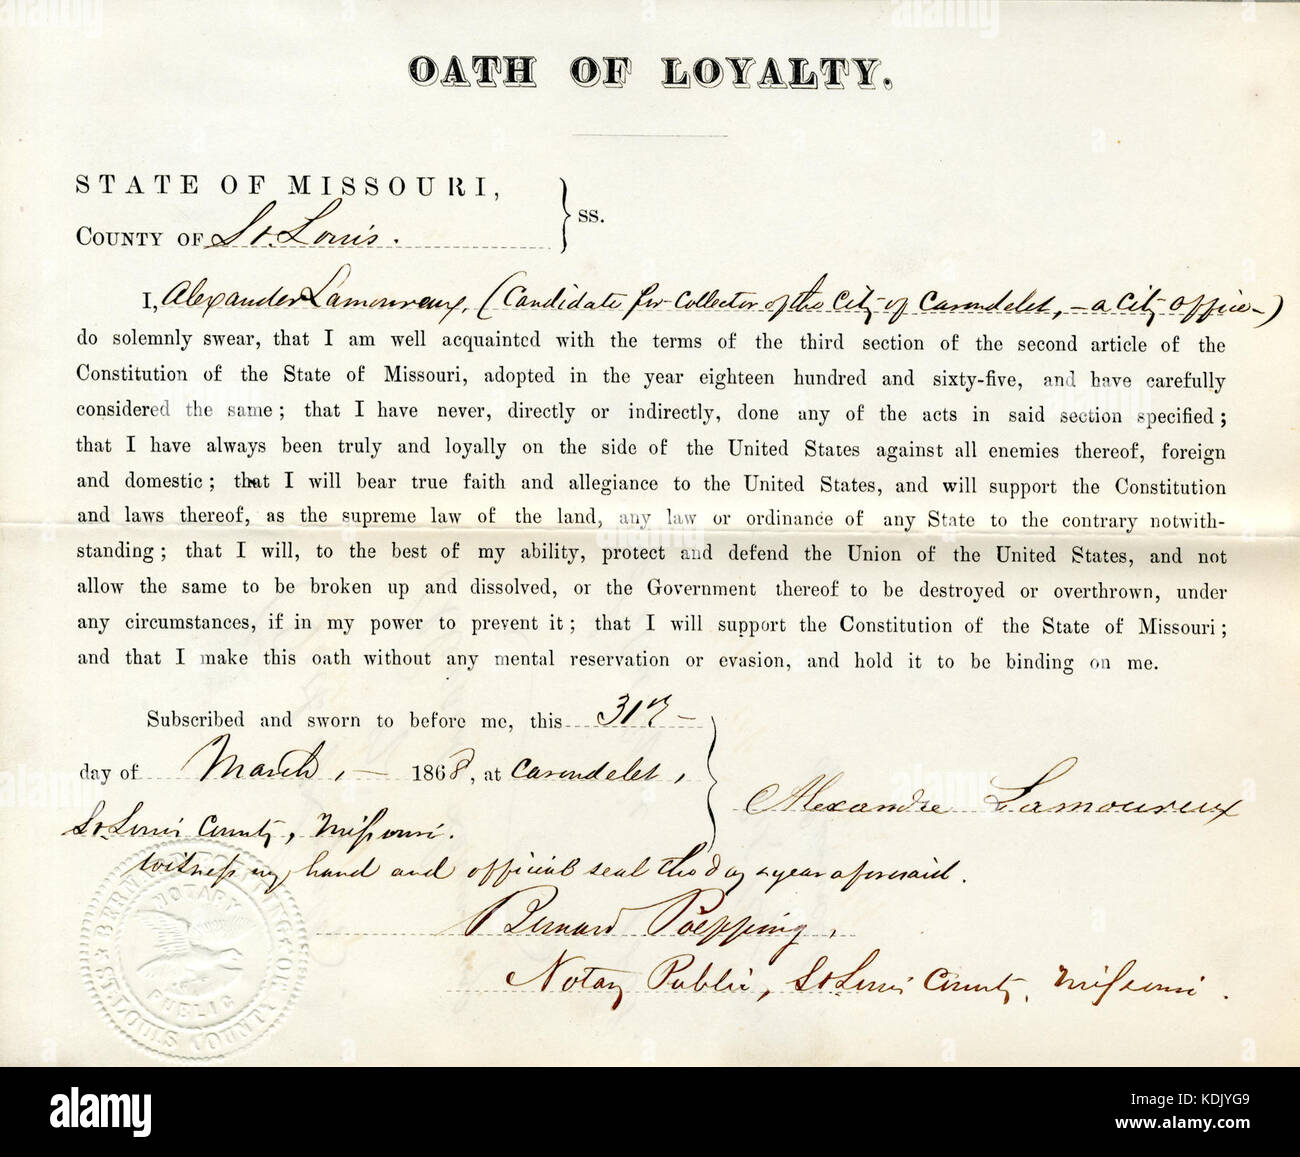 OATH OF LOYALTY.
STATE OF MISSOURI,
COUNTY OF St. Louis. } ss.
I, Alexander Lamoureux, (Candidate for Collector of the City of Carondelet, – a City office –)
do solemnly swear, that I am well acquainted with the terms of the third section of the second article of the
Constitution of the State of Missouri, adopted in the year eighteen hundred and sixty-five, and have carefully
considered the same; that I have never, directly or indirectly, done any of the acts in said section specified;
that I have always been truly and loyally on the side of the United States against all enemies thereof, foreign
and domestic; that I will bear true faith and allegiance to the United States, and will support the Constitution
and laws thereof, as the supreme law of the land, any law or ordinance of any State to the contrary notwith-
standing; that I will, to the best of my ability, protect and defend the Union of the United States, and not
allow the same to be broken up and dissolved, or the Government thereof to be destroyed or overthrown, under
any circumstances, if in my power to prevent it; that I will support the Constitution of the State of Missouri;
and that I make this oath without any mental reservation or evasion, and hold it to be binding on me.
Subscribed and sworn to before me, this 31st –
day of March, – 1868, at Carondelet,
St. Louis County, Missouri.
Alexandre Lamoureux
Witness my hand and official seal the day & year aforesaid.
Bernard Poepping,
Notary Public, St Louis County, Missouri.
NOTARY
PUBLIC
ST. LOUIS COUNTY
alamy
Image ID: KDJYG9
www.alamy.com